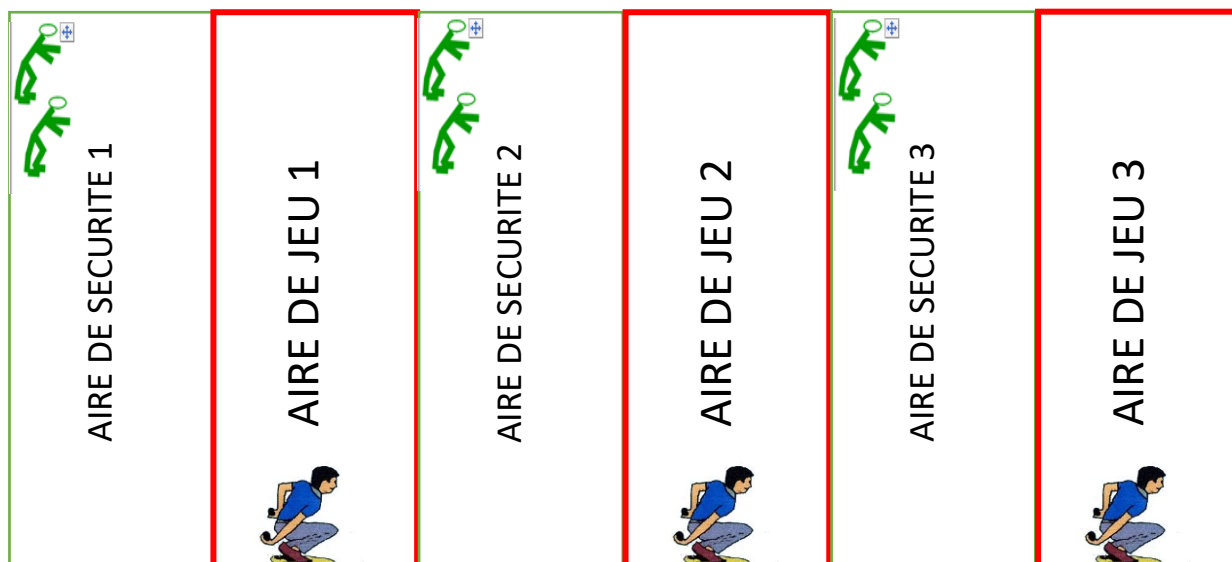 AIRE DE SECURITE 1
AIRE DE JEU 1
AIRE DE SECURITE 2
AIRE DE JEU 2
AIRE DE SECURITE 3
AIRE DE JEU 3